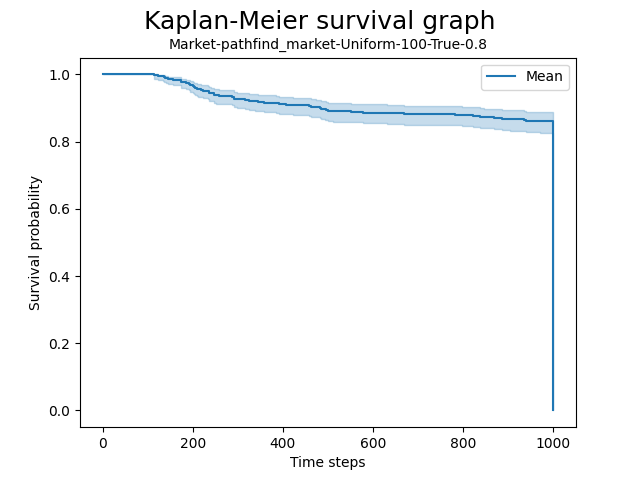 Kaplan-Meier survival graph
Market-pathfind_market-Uniform-100-True-0.8
Mean
1.0
0.8
0.6
0.4
0.2
0.0
Survival probability
0 200 400 600 800 1000
Time steps